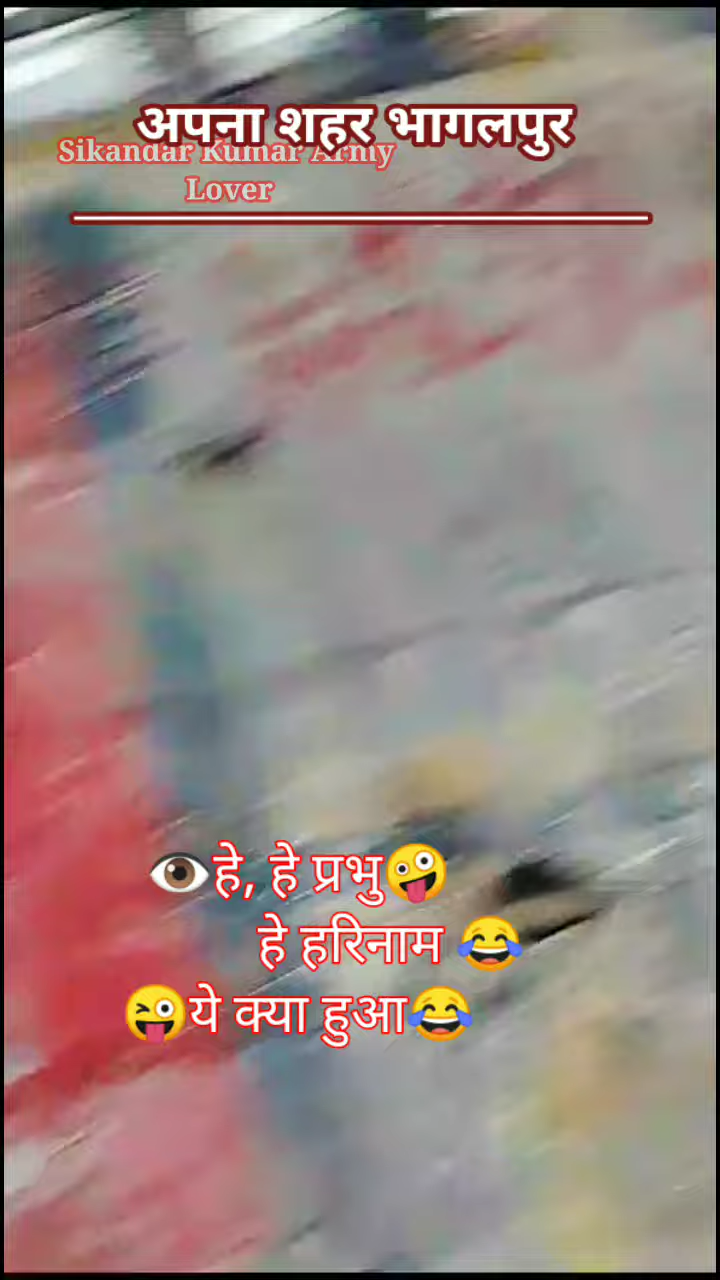 अपना शहर भागलपुर
Sikandar Kumar Army
Lover
👁️हे, हे प्रभु🤪
हे हरिनाम 😂
😜ये क्या हुआ😂